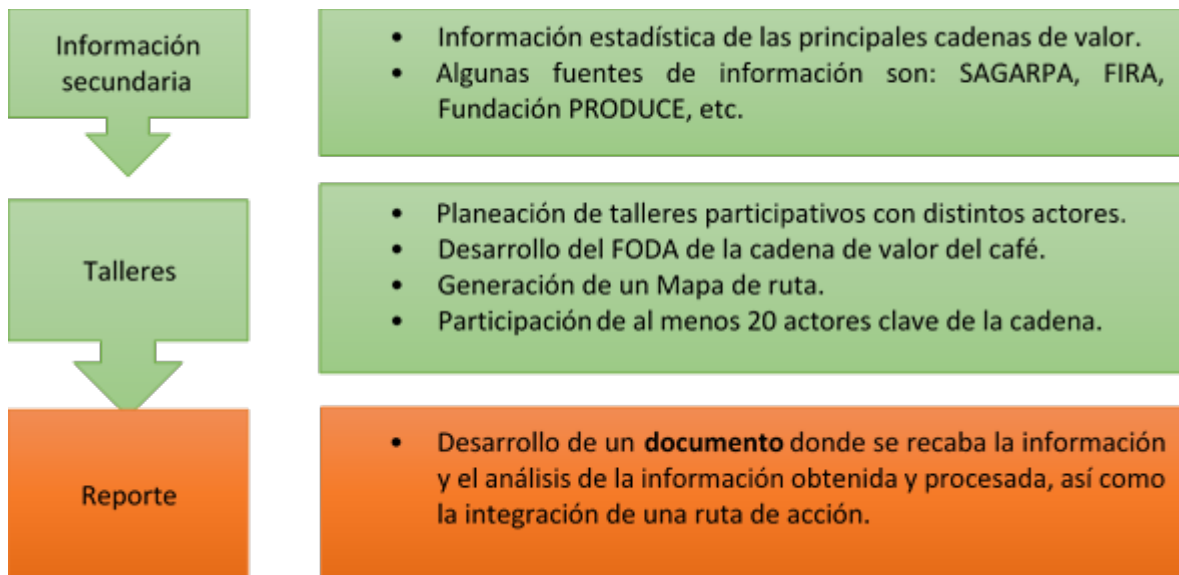 Información
secundaria
• Información estadística de las principales cadenas de valor.
• Algunas fuentes de información son: SAGARPA, FIRA,
Fundación PRODUCE, etc.
Talleres
• Planeación de talleres participativos con distintos actores.
• Desarrollo del FODA de la cadena de valor del café.
• Generación de un Mapa de ruta.
• Participación de al menos 20 actores clave de la cadena.
Reporte
• Desarrollo de un documento donde se recaba la información
y el análisis de la información obtenida y procesada, así como
la integración de una ruta de acción.